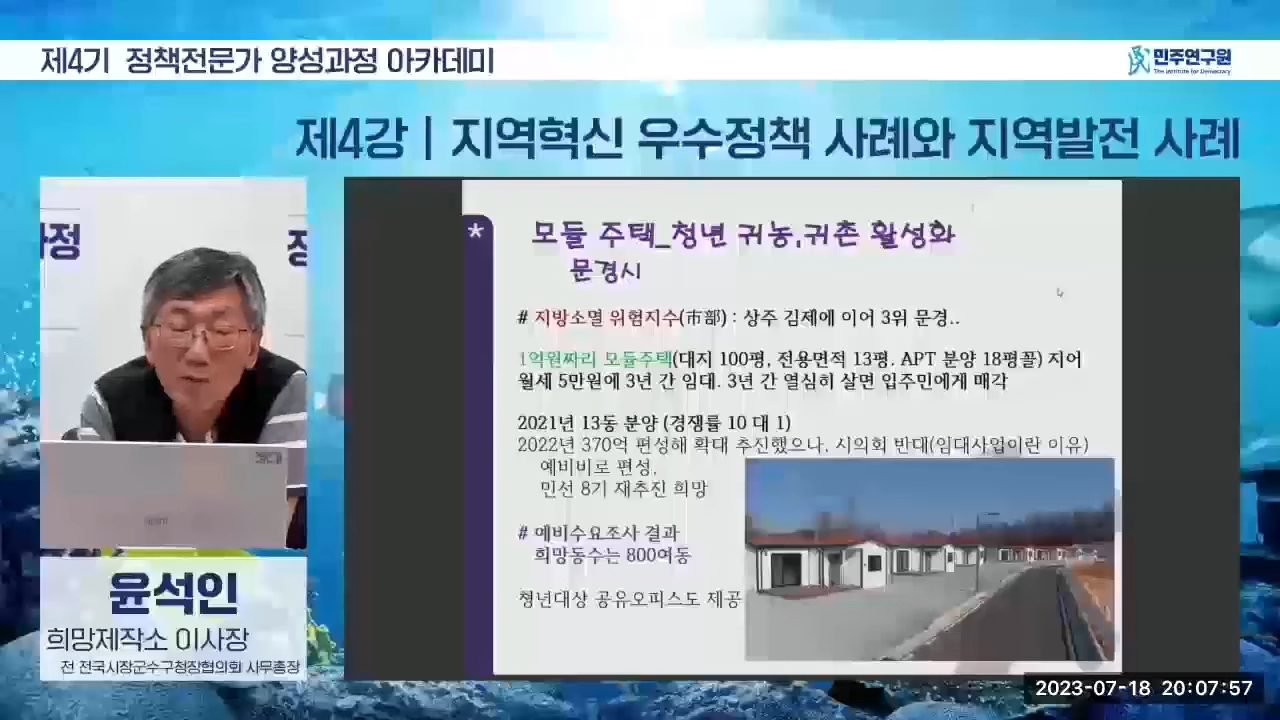 제4기 정책전문가 양성과정 아카데미
민주연구원
The Institute for Democracy
제4강 | 지역혁신 우수정책 사례와 지역발전 사례
정
*
모듈 주택_청년 귀농,귀촌 활성화
문경시
# 지방소멸 위험지수(市部) : 상주 김제에 이어 3위 문경..
1억원짜리 모듈주택(대지 100평, 전용면적 13평. APT 분양 18평꼴) 지어
월세 5만원에 3년 간 임대. 3년 간 열심히 살면 입주민에게 매각
2021년 13동 분양 (경쟁률 10 대 1)
2022년 370억 편성해 확대 추진했으나, 시의회 반대(임대사업이란 이유)
예비비로 편성,
민선 8기 재추진 희망
# 예비수요조사 결과
희망동수는 800여동
청년대상 공유오피스도 제공
윤석인
희망제작소 이사장
전 전국시장군수구청장협의회 사무총장
2023-07-18 20:07:57